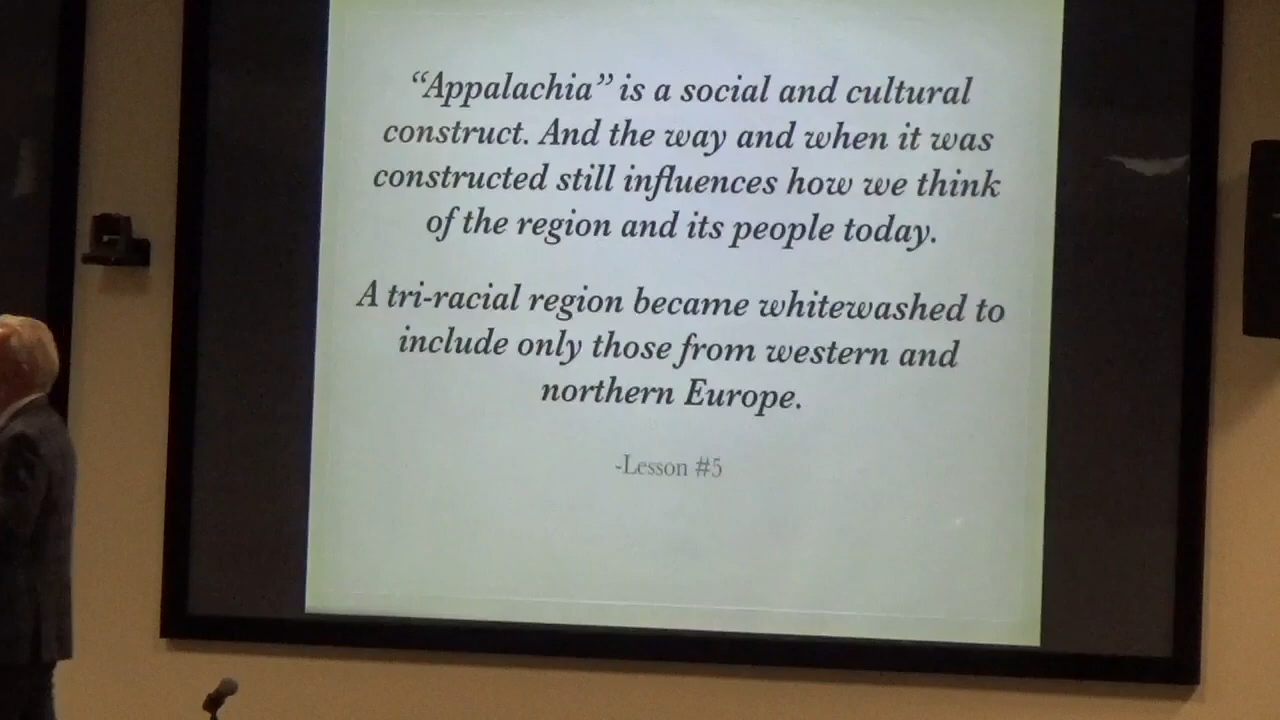 “Appalachia” is a social and cultural
construct. And the way and when it was
constructed still influences how we think
of the region and its people today.
A tri-racial region became whitewashed to
include only those from western and
northern Europe.
-Lesson #5